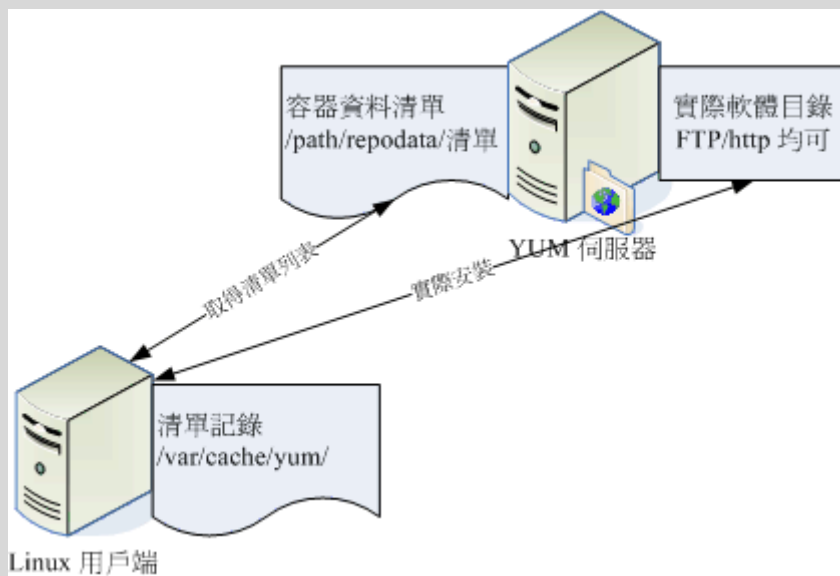 容器資料清單
/path/repodata/清單
實際軟體目錄
FTP/http 均可
YUM 伺服器
取得清單列表
實際安裝
清單記錄
/var/cache/yum/
Linux 用戶端